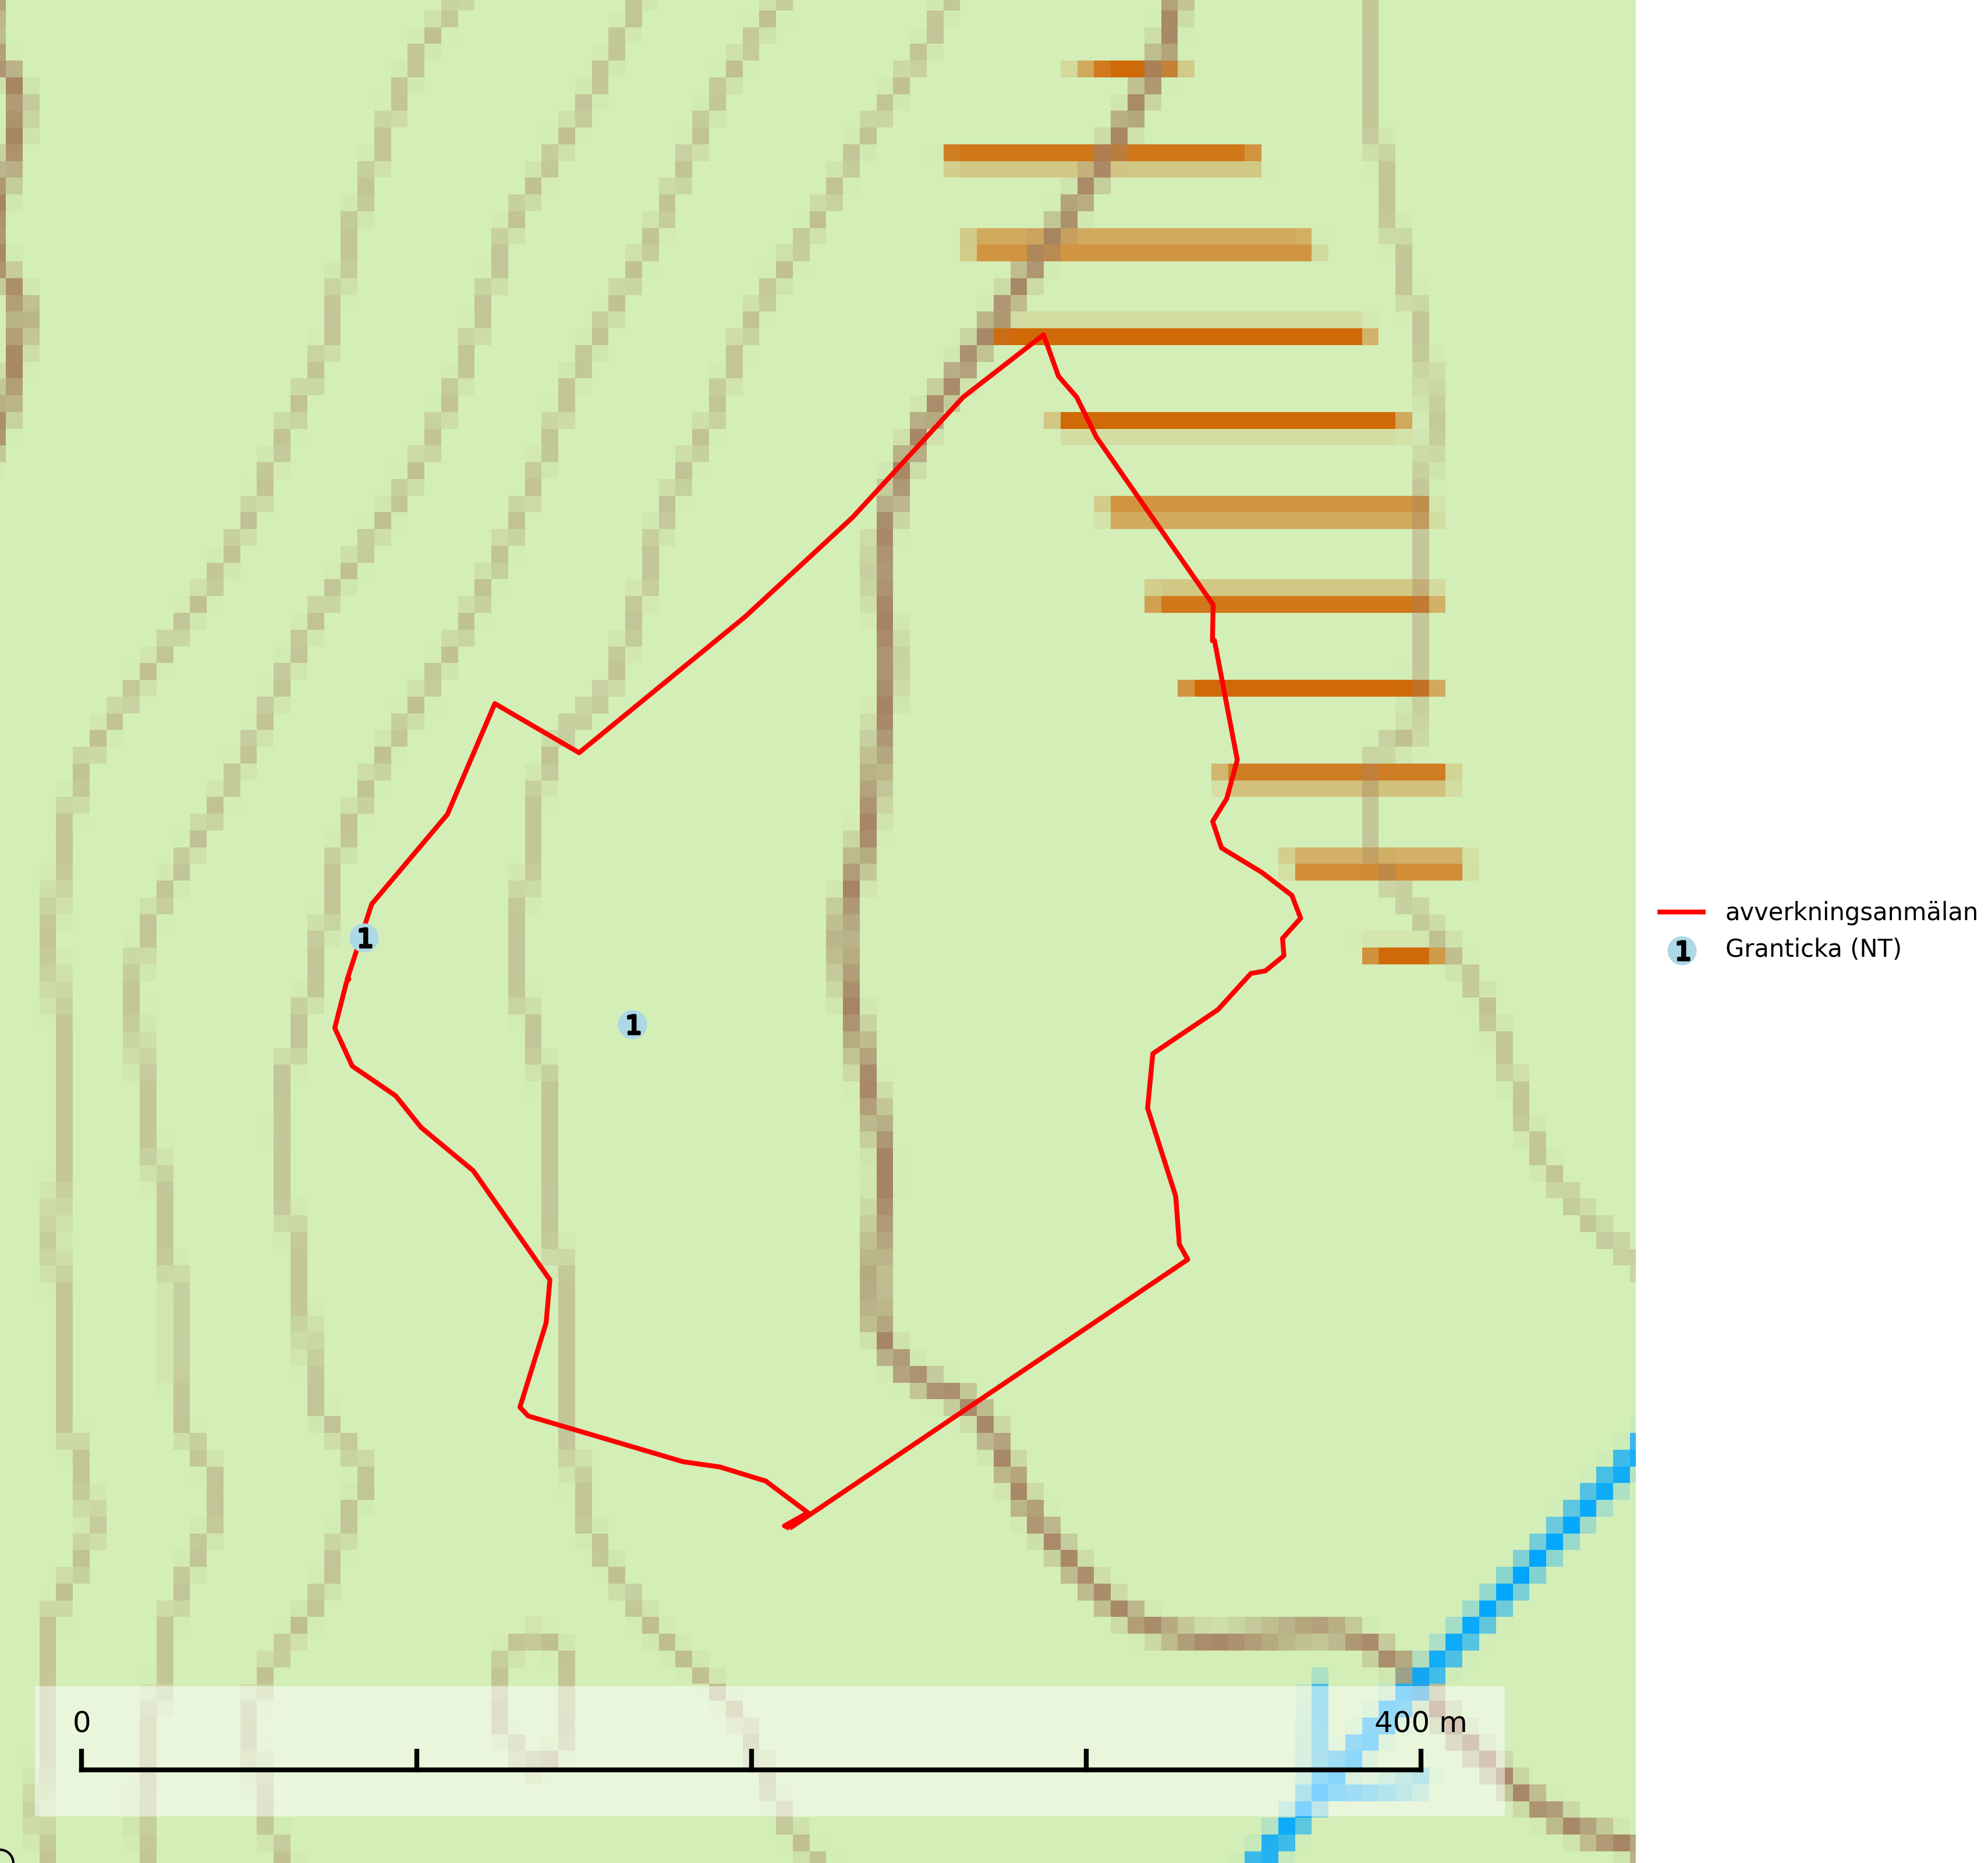 1
1
avverkningsanmälan
1 Granticka (NT)
0 400 m